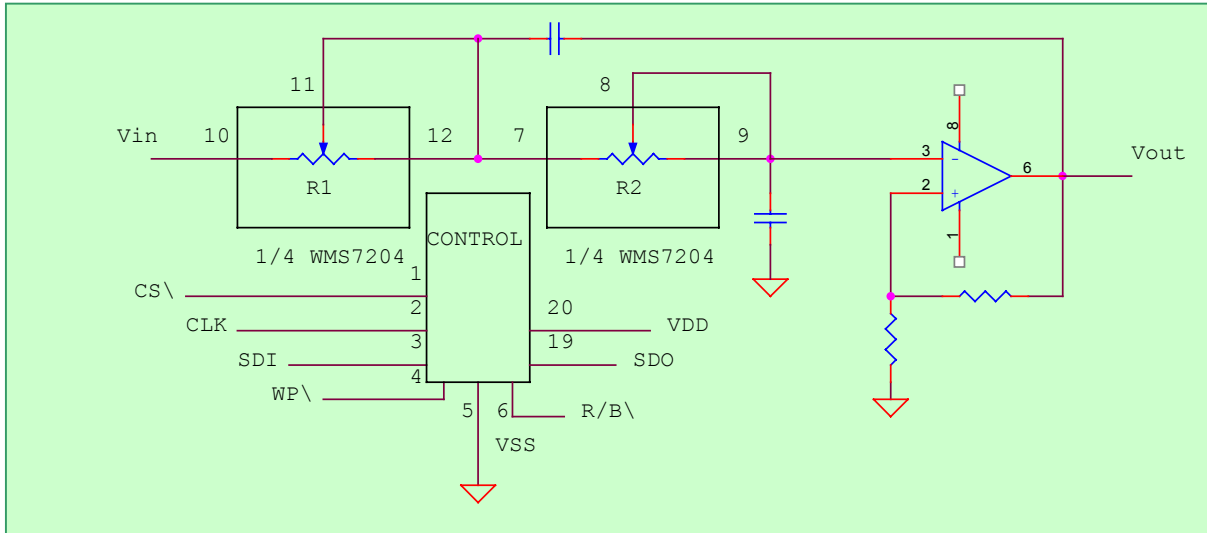 11
8
Vin
10
12
7
9
R1
R2
8
3
-
2
+
6
1
Vout
1/4 WMS7204
1/4 WMS7204
CONTROL
CS\
1
CLK
2
SDI
3
WP\
4
20
VDD
19
SDO
5
6
R/B\
VSS